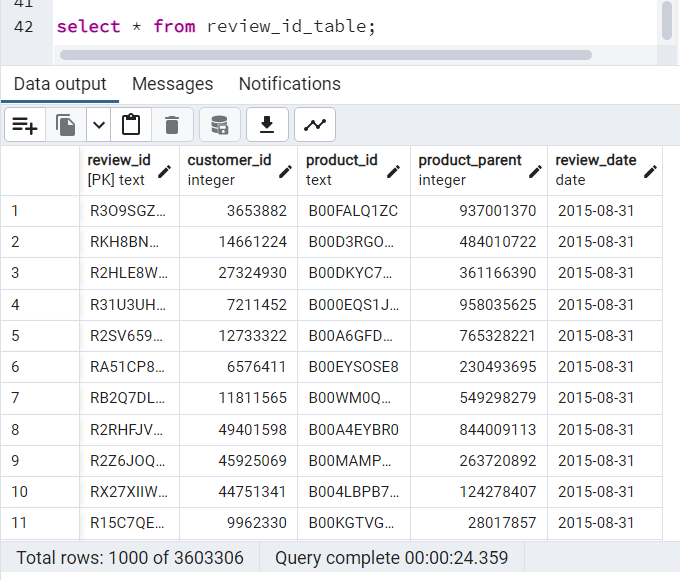 41
42 select * from review_id_table;
Data output Messages Notifications
review_id customer_id product_id product_parent review_date
[PK] text integer text integer date
1 R3O9SGZ... 3653882 B00FALQ1ZC 937001370 2015-08-31
2 RKH8BN... 14661224 B00D3RGO... 484010722 2015-08-31
3 R2HLE8W... 27324930 B00DKYC7... 361166390 2015-08-31
4 R31U3UH... 7211452 B000EQS1J... 958035625 2015-08-31
5 R2SV659... 12733322 B00A6GFD... 765328221 2015-08-31
6 RA51CP8... 6576411 B00EYSOSE8 230493695 2015-08-31
7 RB2Q7DL... 11811565 B00WM0Q... 549298279 2015-08-31
8 R2RHFJV... 49401598 B00A4EYBR0 844009113 2015-08-31
9 R2Z6JOQ... 45925069 B00MAMP... 263720892 2015-08-31
10 RX27XIIW... 44751341 B004LBPB7... 124278407 2015-08-31
11 R15C7QE... 9962330 B00KGTVG... 28017857 2015-08-31
Total rows: 1000 of 3603306 Query complete 00:00:24.359